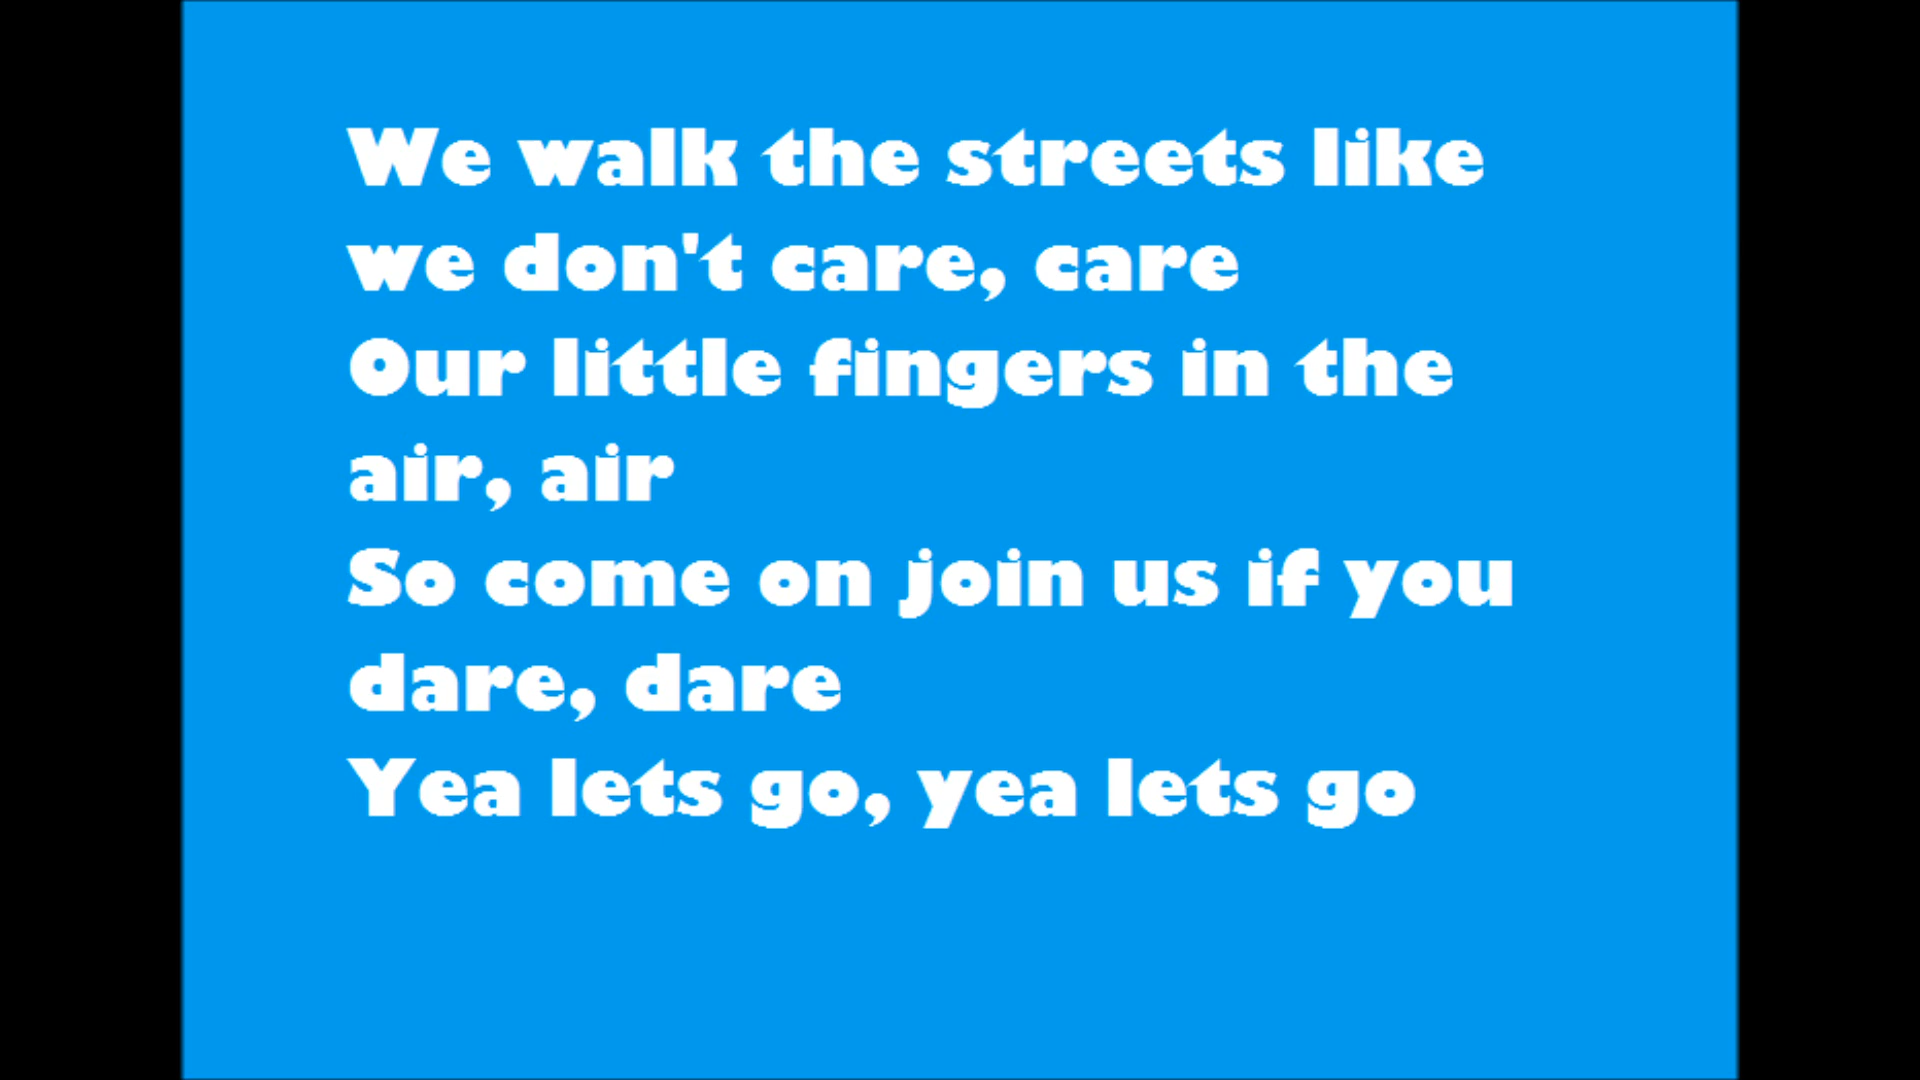 We walk the streets like
we don't care, care
Our little fingers in the
air, air
So come on join us if you
dare, dare
Yea lets go, yea lets go